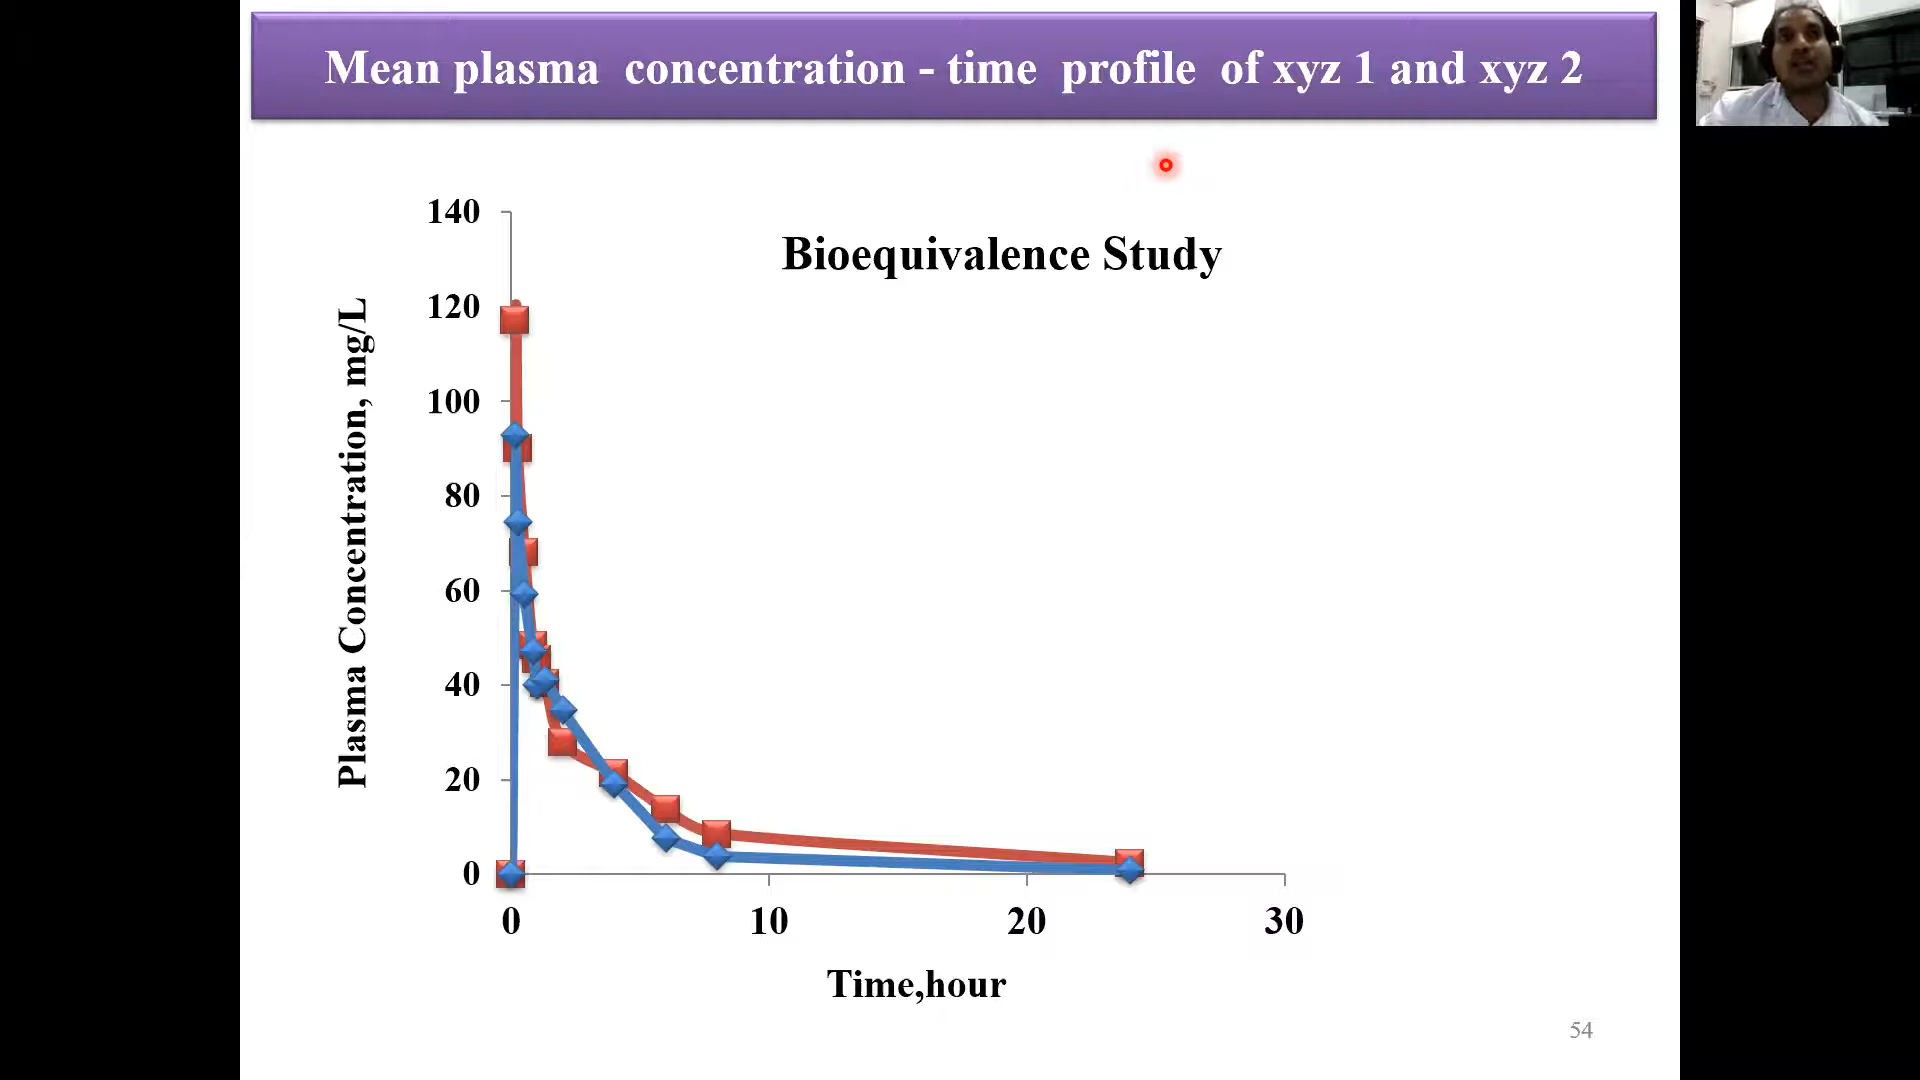 Mean plasma concentration - time profile of xyz 1 and xyz 2
Bioequivalence Study
Plasma Concentration, mg/L
140
120
100
80
60
40
20
0
0 10 20 30
Time,hour
54